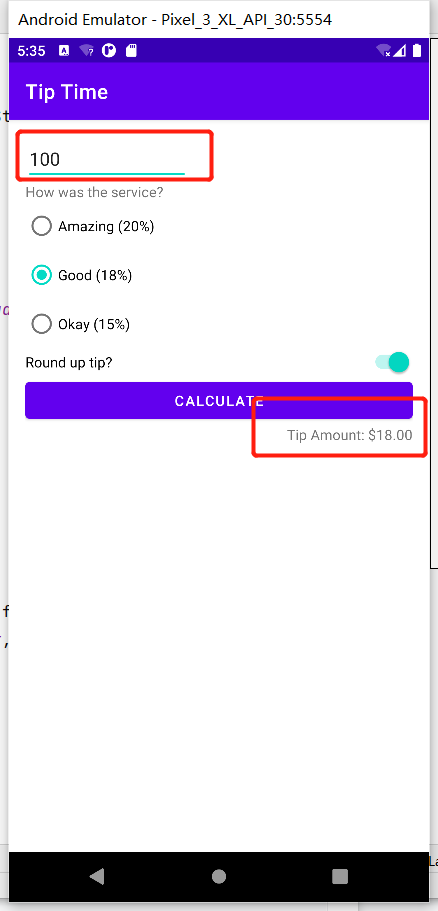 Android Emulator - Pixel_3_XL_API_30:5554
5:35
Tip Time
100
How was the service?
Amazing (20%)
Good (18%)
Okay (15%)
Round up tip?
CALCULATE
Tip Amount: $18.00